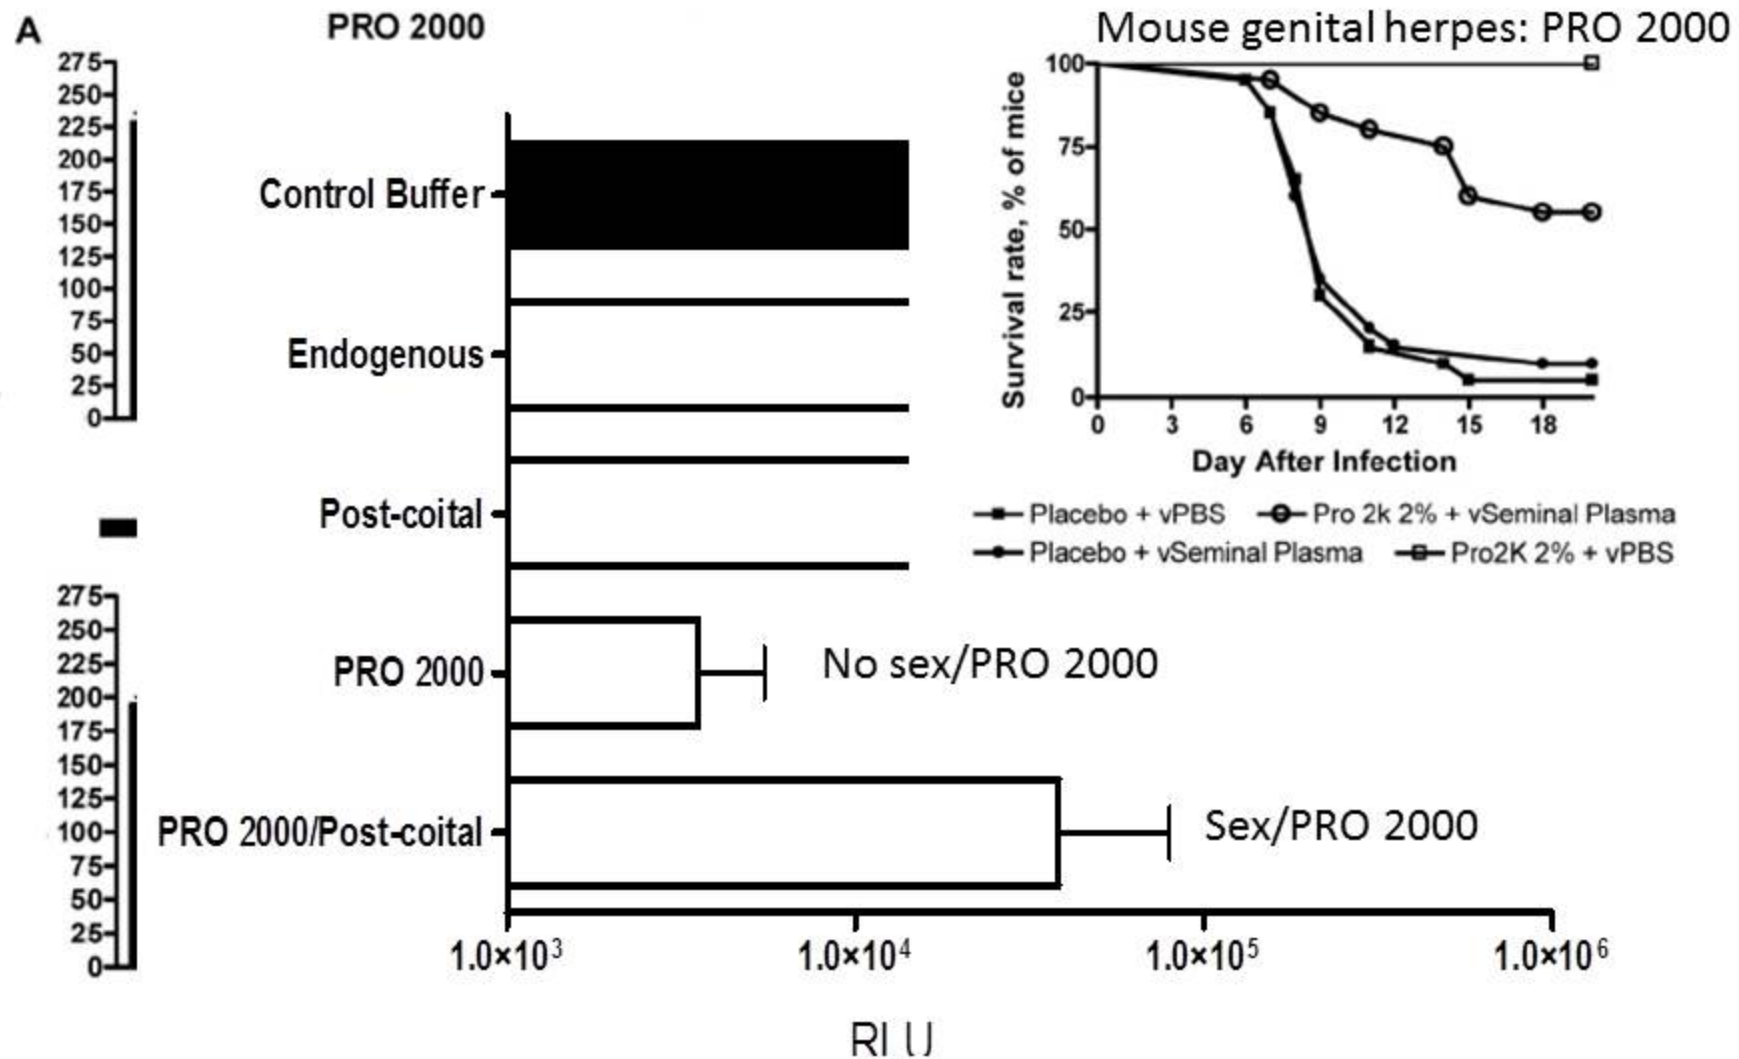 A
PRO 2000
275
250
225
200
175
150
125
100
75
50
25
0
275
250
225
200
175
150
125
100
75
50
25
0
Control Buffer
Endogenous
Post-coital
PRO 2000
No sex/PRO 2000
PRO 2000/Post-coital
Sex/PRO 2000
1.0×10³ 1.0×10⁴ 1.0×10⁵ 1.0×10⁶
RLU
Mouse genital herpes: PRO 2000
Survival rate, % of mice
100
75
50
25
0
0 3 6 9 12 15 18
Day After Infection
Placebo + vPBS Pro 2k 2% + vSeminal Plasma
Placebo + vSeminal Plasma Pro2K 2% + vPBS